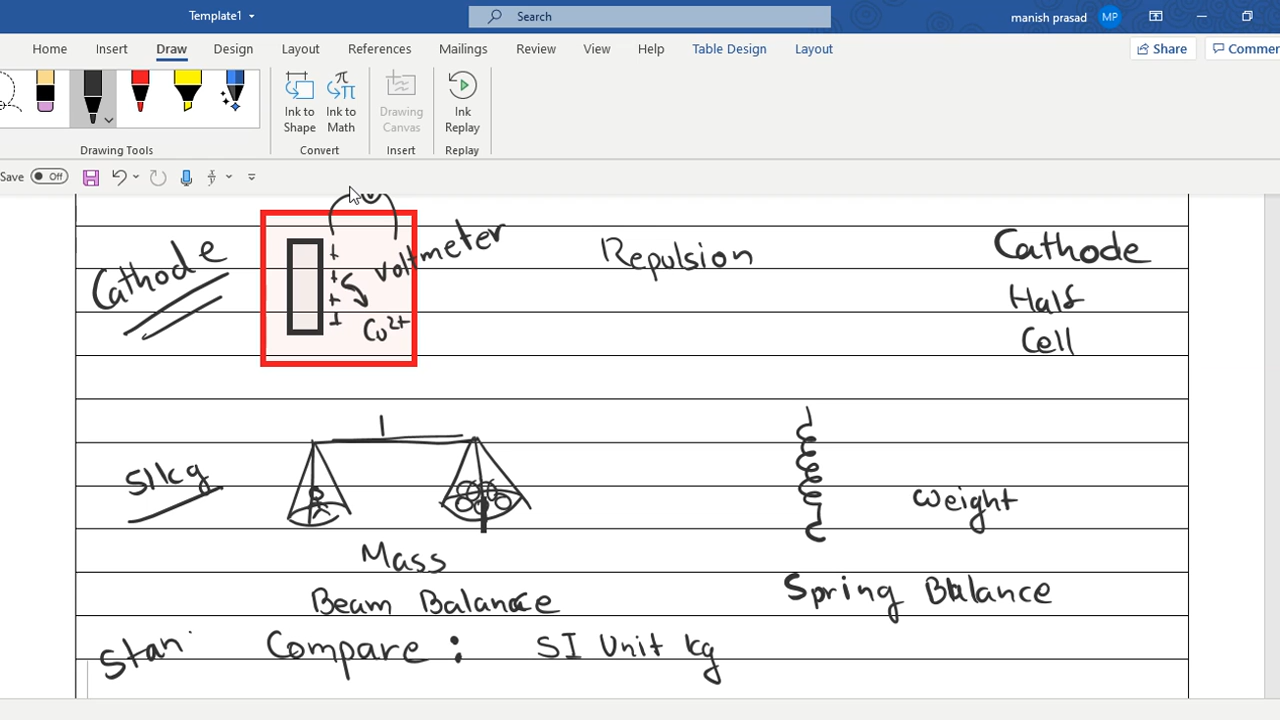 Template1
Search
manish prasad
MP
Home Insert Draw Design Layout References Mailings Review View Help Table Design Layout
Share
Ink to Shape
Ink to Math
Drawing Canvas
Ink Replay
Drawing Tools
Convert
Insert
Replay
Save
Off
Cathode
+
+
+
+
Voltmeter
Cu2+
Repulsion
Cathode
Half
Cell
Mass
Beam Balance
Weight
Spring Balance
Stan
Compare :
SI Unit kg